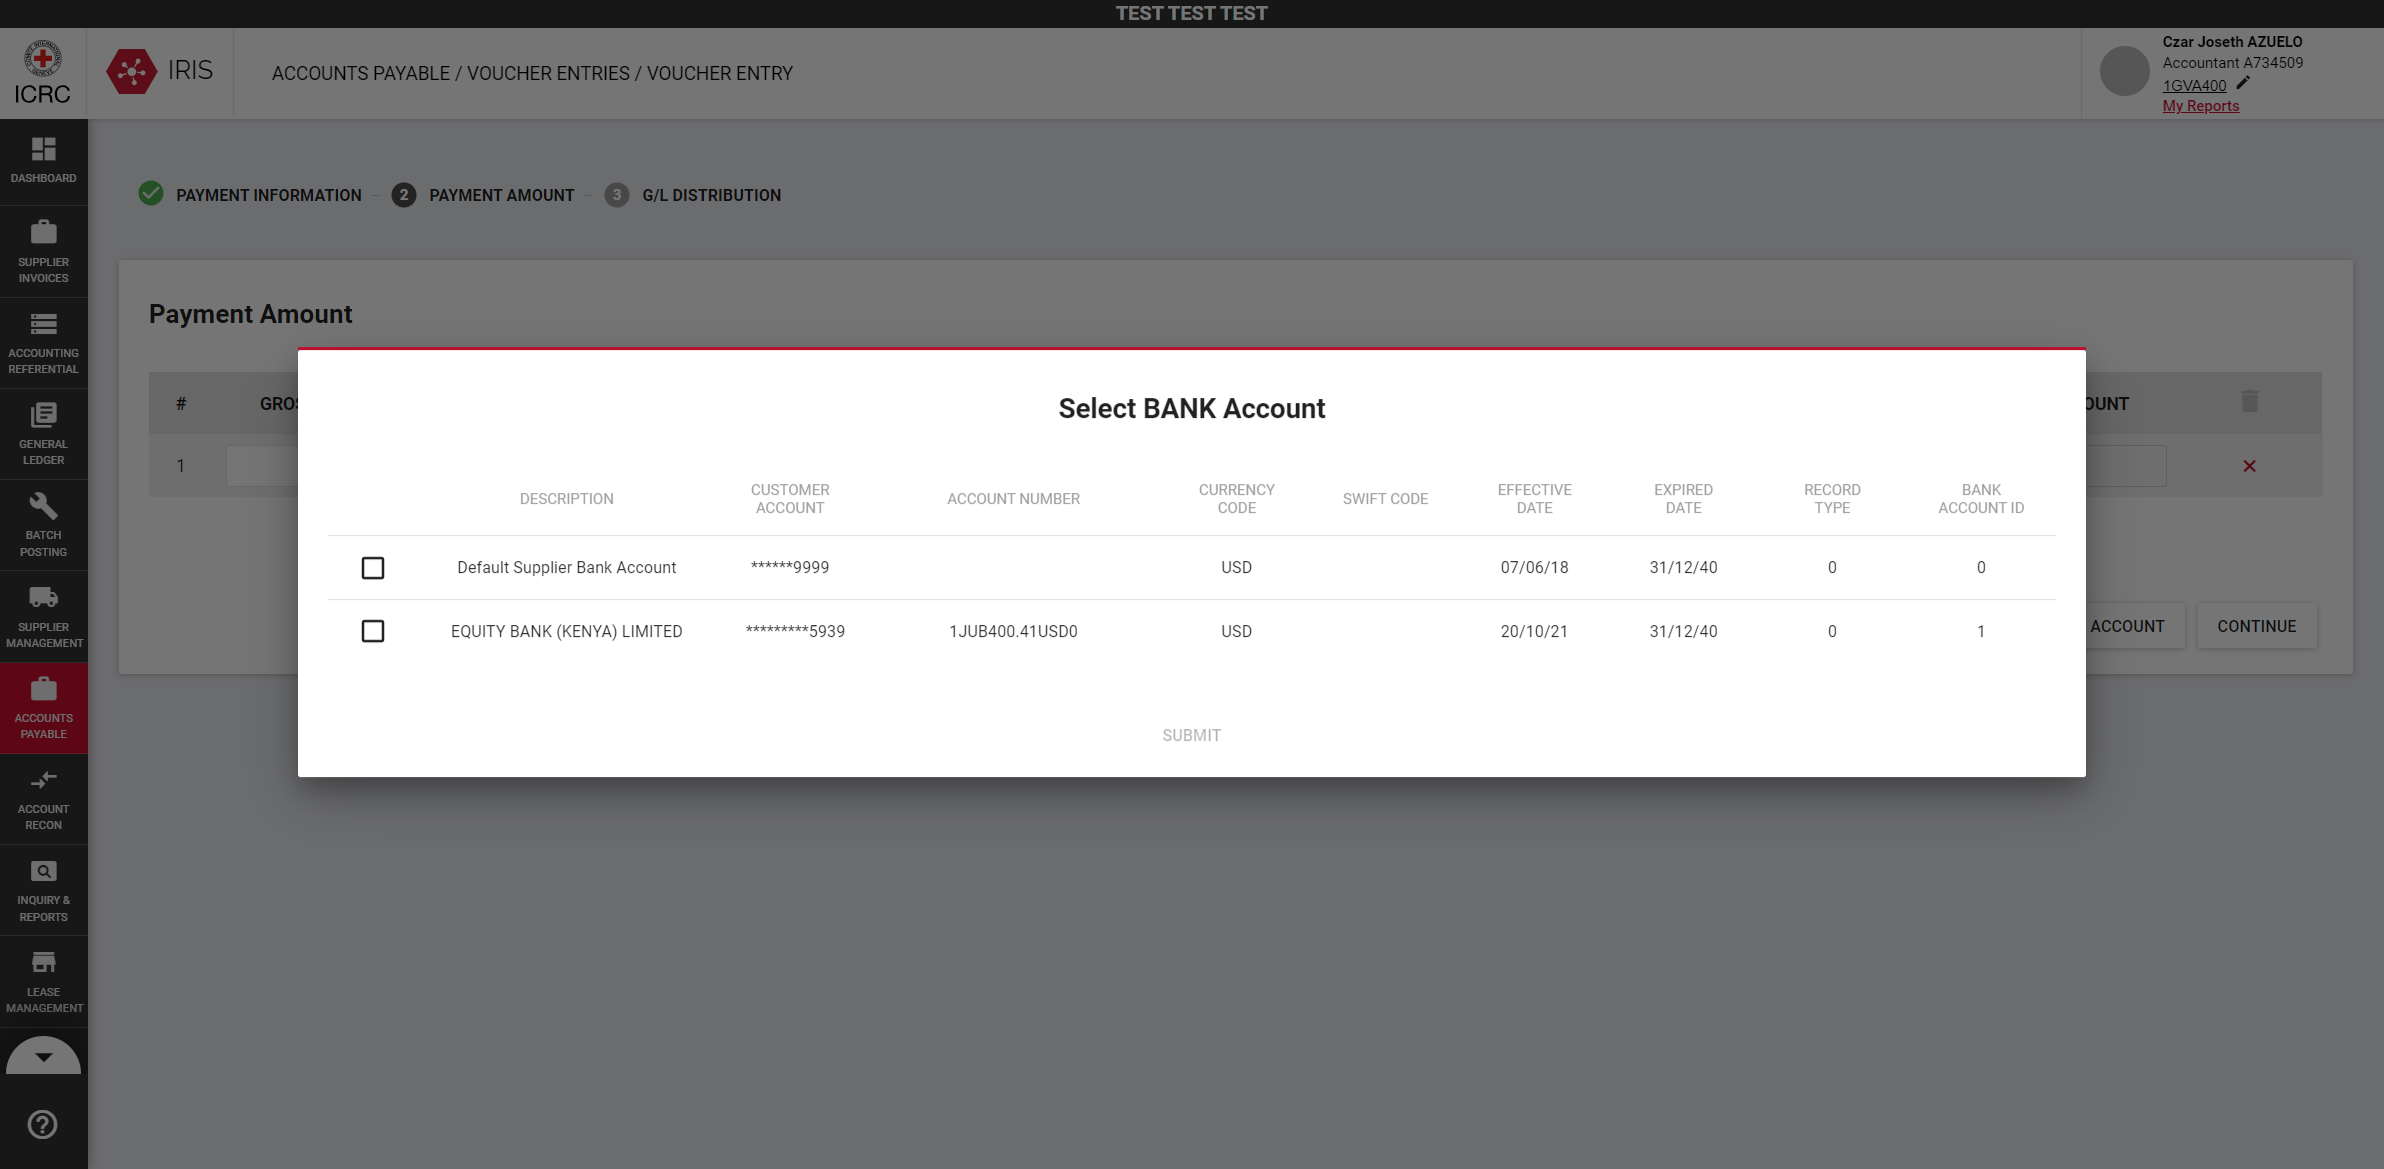 TEST TEST TEST
ICRC
IRIS
ACCOUNTS PAYABLE / VOUCHER ENTRIES / VOUCHER ENTRY
Czar Joseth AZUELO
Accountant A734509
1GVA400
My Reports
DASHBOARD
SUPPLIER
INVOICES
ACCOUNTING
REFERENTIAL
GENERAL
LEDGER
BATCH
POSTING
SUPPLIER
MANAGEMENT
ACCOUNTS
PAYABLE
ACCOUNT
RECON
INQUIRY &
REPORTS
LEASE
MANAGEMENT
PAYMENT INFORMATION - 2 PAYMENT AMOUNT - 3 G/L DISTRIBUTION
Payment Amount
# GROS OUNT
1
ACCOUNT CONTINUE
Select BANK Account
DESCRIPTION CUSTOMER ACCOUNT ACCOUNT NUMBER CURRENCY CODE SWIFT CODE EFFECTIVE DATE EXPIRED DATE RECORD TYPE BANK ACCOUNT ID
Default Supplier Bank Account ******9999 USD 07/06/18 31/12/40 0 0
EQUITY BANK (KENYA) LIMITED *********5939 1JUB400.41USD0 USD 20/10/21 31/12/40 0 1
SUBMIT